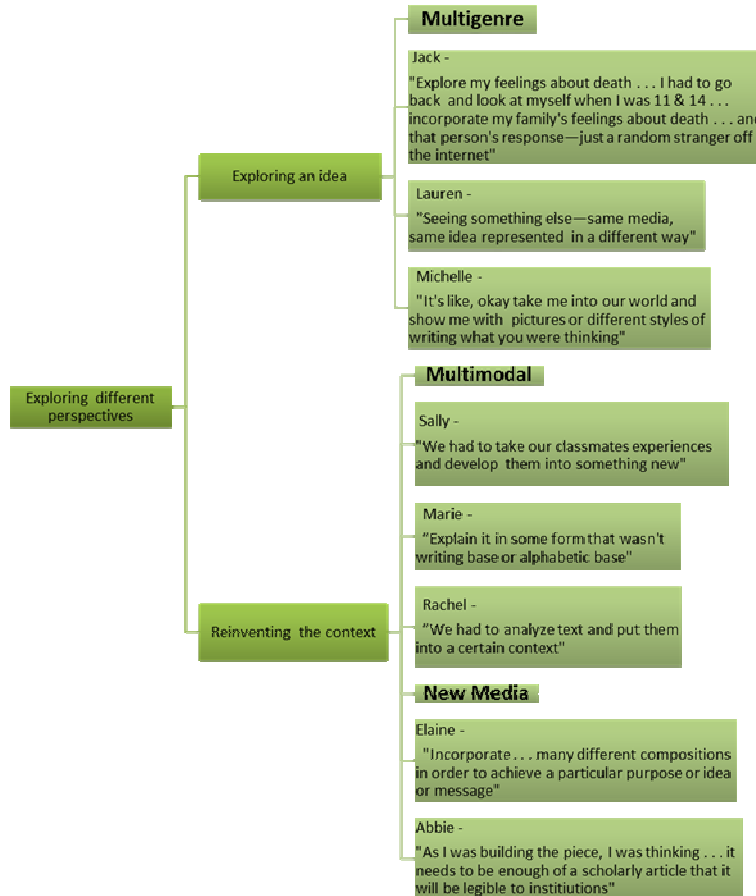 Multigenre
Jack -
"Explore my feelings about death . . . I had to go
back and look at myself when I was 11 & 14 . . .
incorporate my family's feelings about death . . . and
that person's response—just a random stranger off
the internet"
Exploring an idea
Lauren -
"Seeing something else—same media,
same idea represented in a different way"
Michelle -
"It's like, okay take me into our world and
show me with pictures or different styles of
writing what you were thinking"
Exploring different
perspectives
Multimodal
Sally -
"We had to take our classmates experiences
and develop them into something new"
Marie -
"Explain it in some form that wasn't
writing base or alphabetic base"
Reinventing the context
Rachel -
"We had to analyze text and put them
into a certain context"
New Media
Elaine -
"Incorporate . . . many different compositions
in order to achieve a particular purpose or idea
or message"
Abbie -
"As I was building the piece, I was thinking . . . it
needs to be enough of a scholarly article that it
will be legible to instititions"